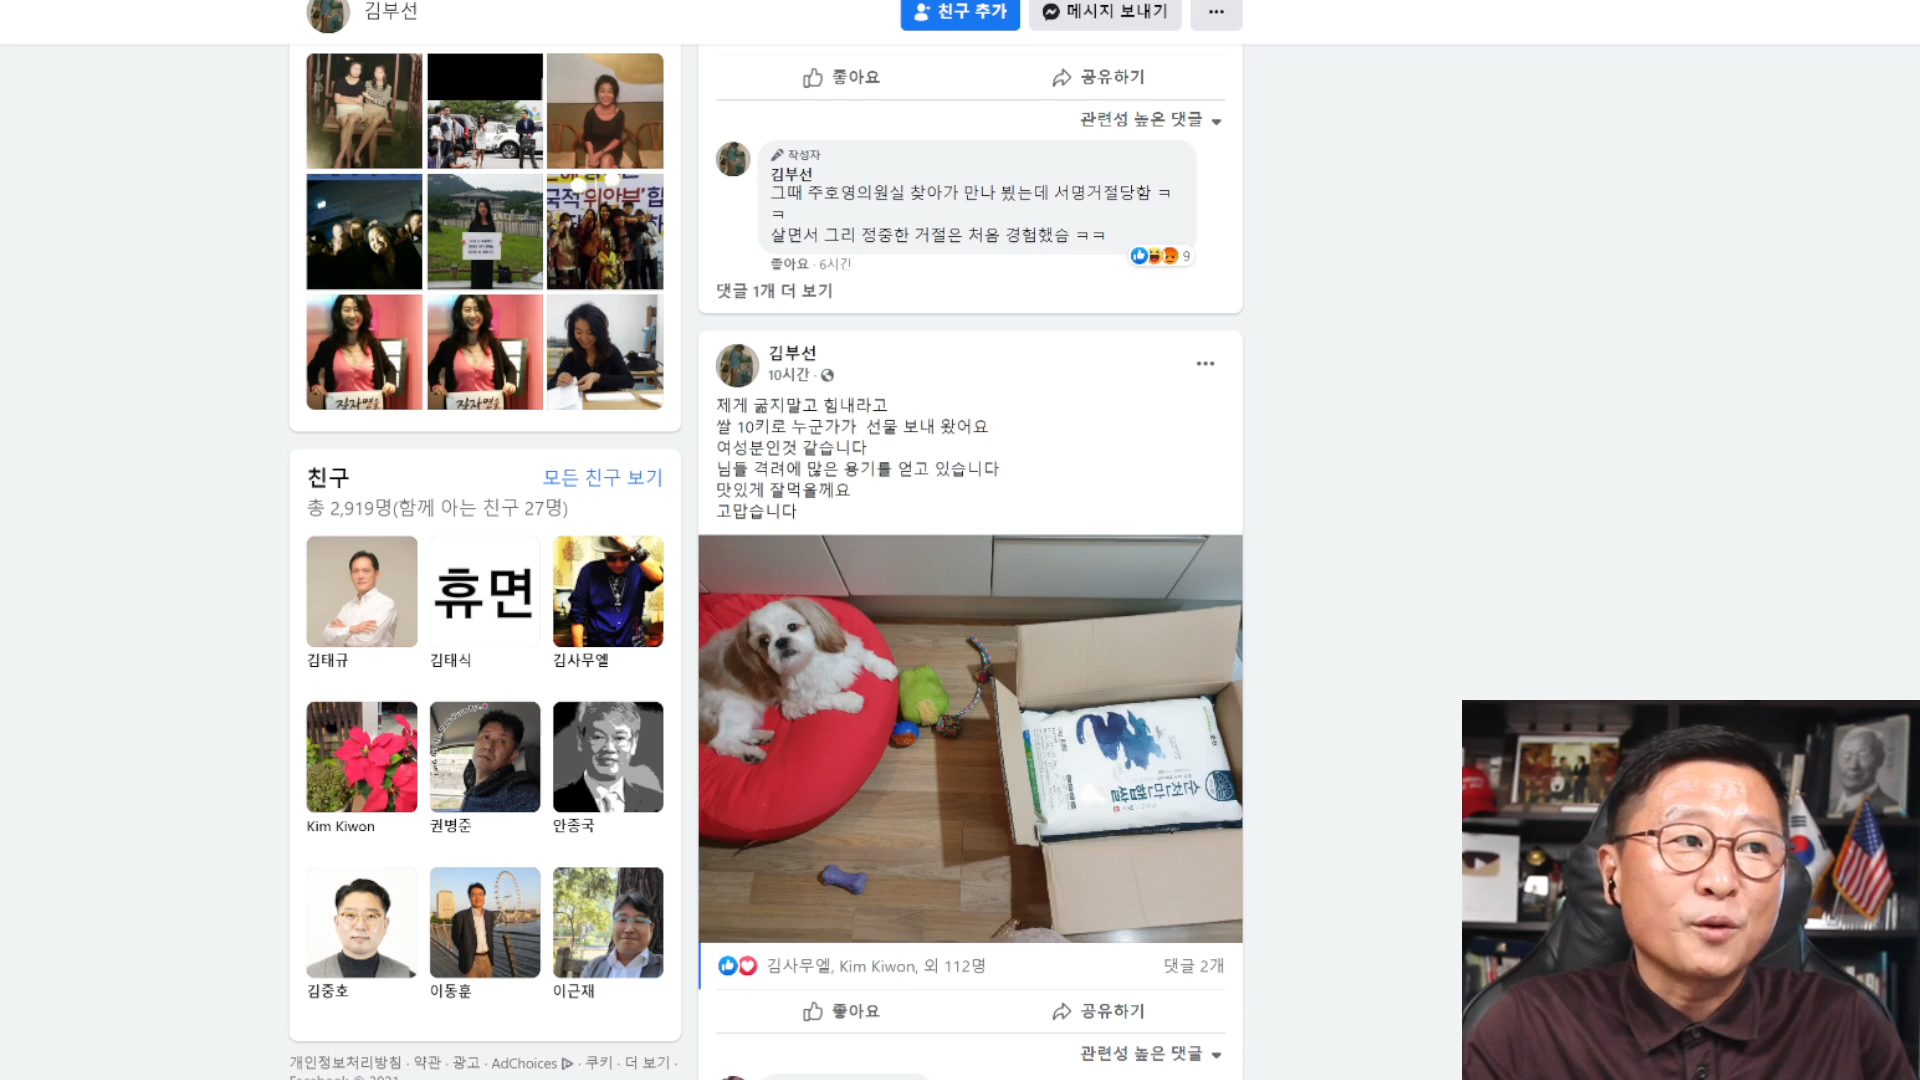 김부선
친구 추가
메시지 보내기
국적'위안부'합
친구
모든 친구 보기
총 2,919명(함께 아는 친구 27명)
휴면
김태규
김태식
김사무엘
Kim Kiwon
권병준
안종국
김중호
이동훈
이근재
개인정보처리방침 · 약관 · 광고 · AdChoices · 쿠키 · 더 보기 ·
Facebook © 2021
좋아요
공유하기
관련성 높은 댓글
작성자
김부선
그때 주호영의원실 찾아가 만나 뵀는데 서명거절당함 ㅋ
ㅋ
살면서 그리 정중한 거절은 처음 경험했슴 ㅋㅋ
9
좋아요 · 6시간
댓글 1개 더 보기
김부선
10시간 ·
제게 굶지말고 힘내라고
쌀 10키로 누군가가 선물 보내 왔어요
여성분인것 같습니다
님들 격려에 많은 용기를 얻고 있습니다
맛있게 잘먹을께요
고맙습니다
김사무엘, Kim Kiwon, 외 112명
댓글 2개
좋아요
공유하기
관련성 높은 댓글